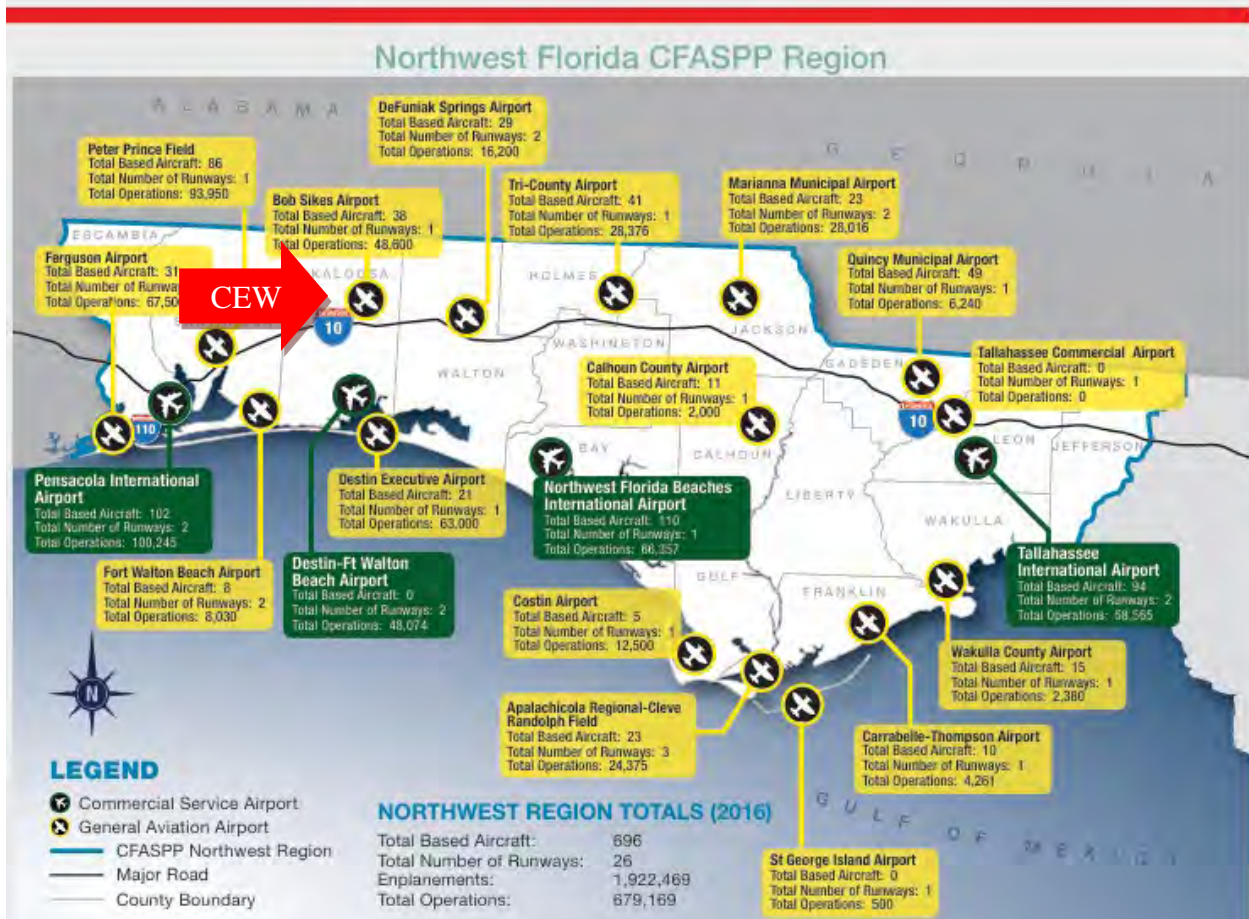 Northwest Florida CFASPP Region
ALABAMA
GEORGIA
DeFuniak Springs Airport
Total Based Aircraft: 29
Total Number of Runways: 2
Total Operations: 16,200
Peter Prince Field
Total Based Aircraft: 86
Total Number of Runways: 1
Total Operations: 93,950
Bob Sikes Airport
Total Based Aircraft: 38
Total Number of Runways: 1
Total Operations: 48,600
Tri-County Airport
Total Based Aircraft: 41
Total Number of Runways: 1
Total Operations: 28,376
Marianna Municipal Airport
Total Based Aircraft: 23
Total Number of Runways: 2
Total Operations: 28,016
ESCAMBIA
Ferguson Airport
Total Based Aircraft: 31
Total Number of
Total Operations:
CEW
KALOOSA
10
HOLMES
WASHINGTON
JACKSON
WALTON
Quincy Municipal Airport
Total Based Aircraft: 49
Total Number of Runways: 1
Total Operations: 6,240
GADSDEN
Tallahassee Commercial Airport
Total Based Aircraft: 0
Total Number of Runways: 1
Total Operations: 0
Calhoun County Airport
Total Based Aircraft: 11
Total Number of Runways: 1
Total Operations: 2,000
10
LEON
JEFFERSON
110
BAY
CALHOUN
LIBERTY
WAKULLA
GULF
FRANKLIN
Pensacola International
Airport
Total Based Aircraft: 102
Total Number of Runways: 2
Total Operations: 100,245
Destin Executive Airport
Total Based Aircraft: 21
Total Number of Runways: 1
Total Operations: 63,000
Northwest Florida Beaches
International Airport
Total Based Aircraft: 110
Total Number of Runways: 1
Total Operations: 66,357
Fort Walton Beach Airport
Total Based Aircraft: 8
Total Number of Runways: 2
Total Operations: 8,030
Destin-Ft Walton
Beach Airport
Total Based Aircraft: 0
Total Number of Runways: 2
Total Operations: 48,074
Tallahassee
International Airport
Total Based Aircraft: 94
Total Number of Runways: 2
Total Operations: 58,565
Costin Airport
Total Based Aircraft: 5
Total Number of Runways: 1
Total Operations: 12,500
Wakulla County Airport
Total Based Aircraft: 15
Total Number of Runways: 1
Total Operations: 2,380
Apalachicola Regional-Cleve
Randolph Field
Total Based Aircraft: 23
Total Number of Runways: 3
Total Operations: 24,375
Carrabelle-Thompson Airport
Total Based Aircraft: 10
Total Number of Runways: 1
Total Operations: 4,261
St George Island Airport
Total Based Aircraft: 0
Total Number of Runways: 1
Total Operations: 500
GULF OF MEXICO
N
LEGEND
Commercial Service Airport
General Aviation Airport
CFASPP Northwest Region
Major Road
County Boundary
NORTHWEST REGION TOTALS (2016)
Total Based Aircraft: 696
Total Number of Runways: 26
Enplanements: 1,922,469
Total Operations: 679,169